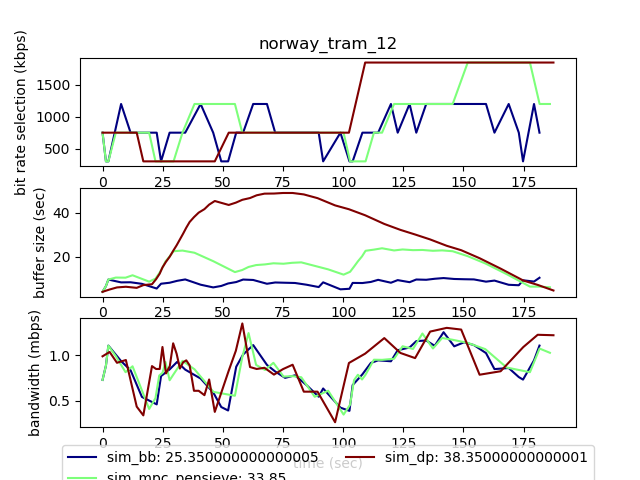 norway_tram_12
bit rate selection (kbps)
1500
1000
500
0 25 50 75 100 125 150 175
buffer size (sec)
40
20
0 25 50 75 100 125 150 175
bandwidth (mbps)
1.0
0.5
0 25 50 75 100 125 150 175
time (sec)
sim_bb: 25.350000000000005 sim_dp: 38.35000000000001
sim_mpc_pensieve: 33.85